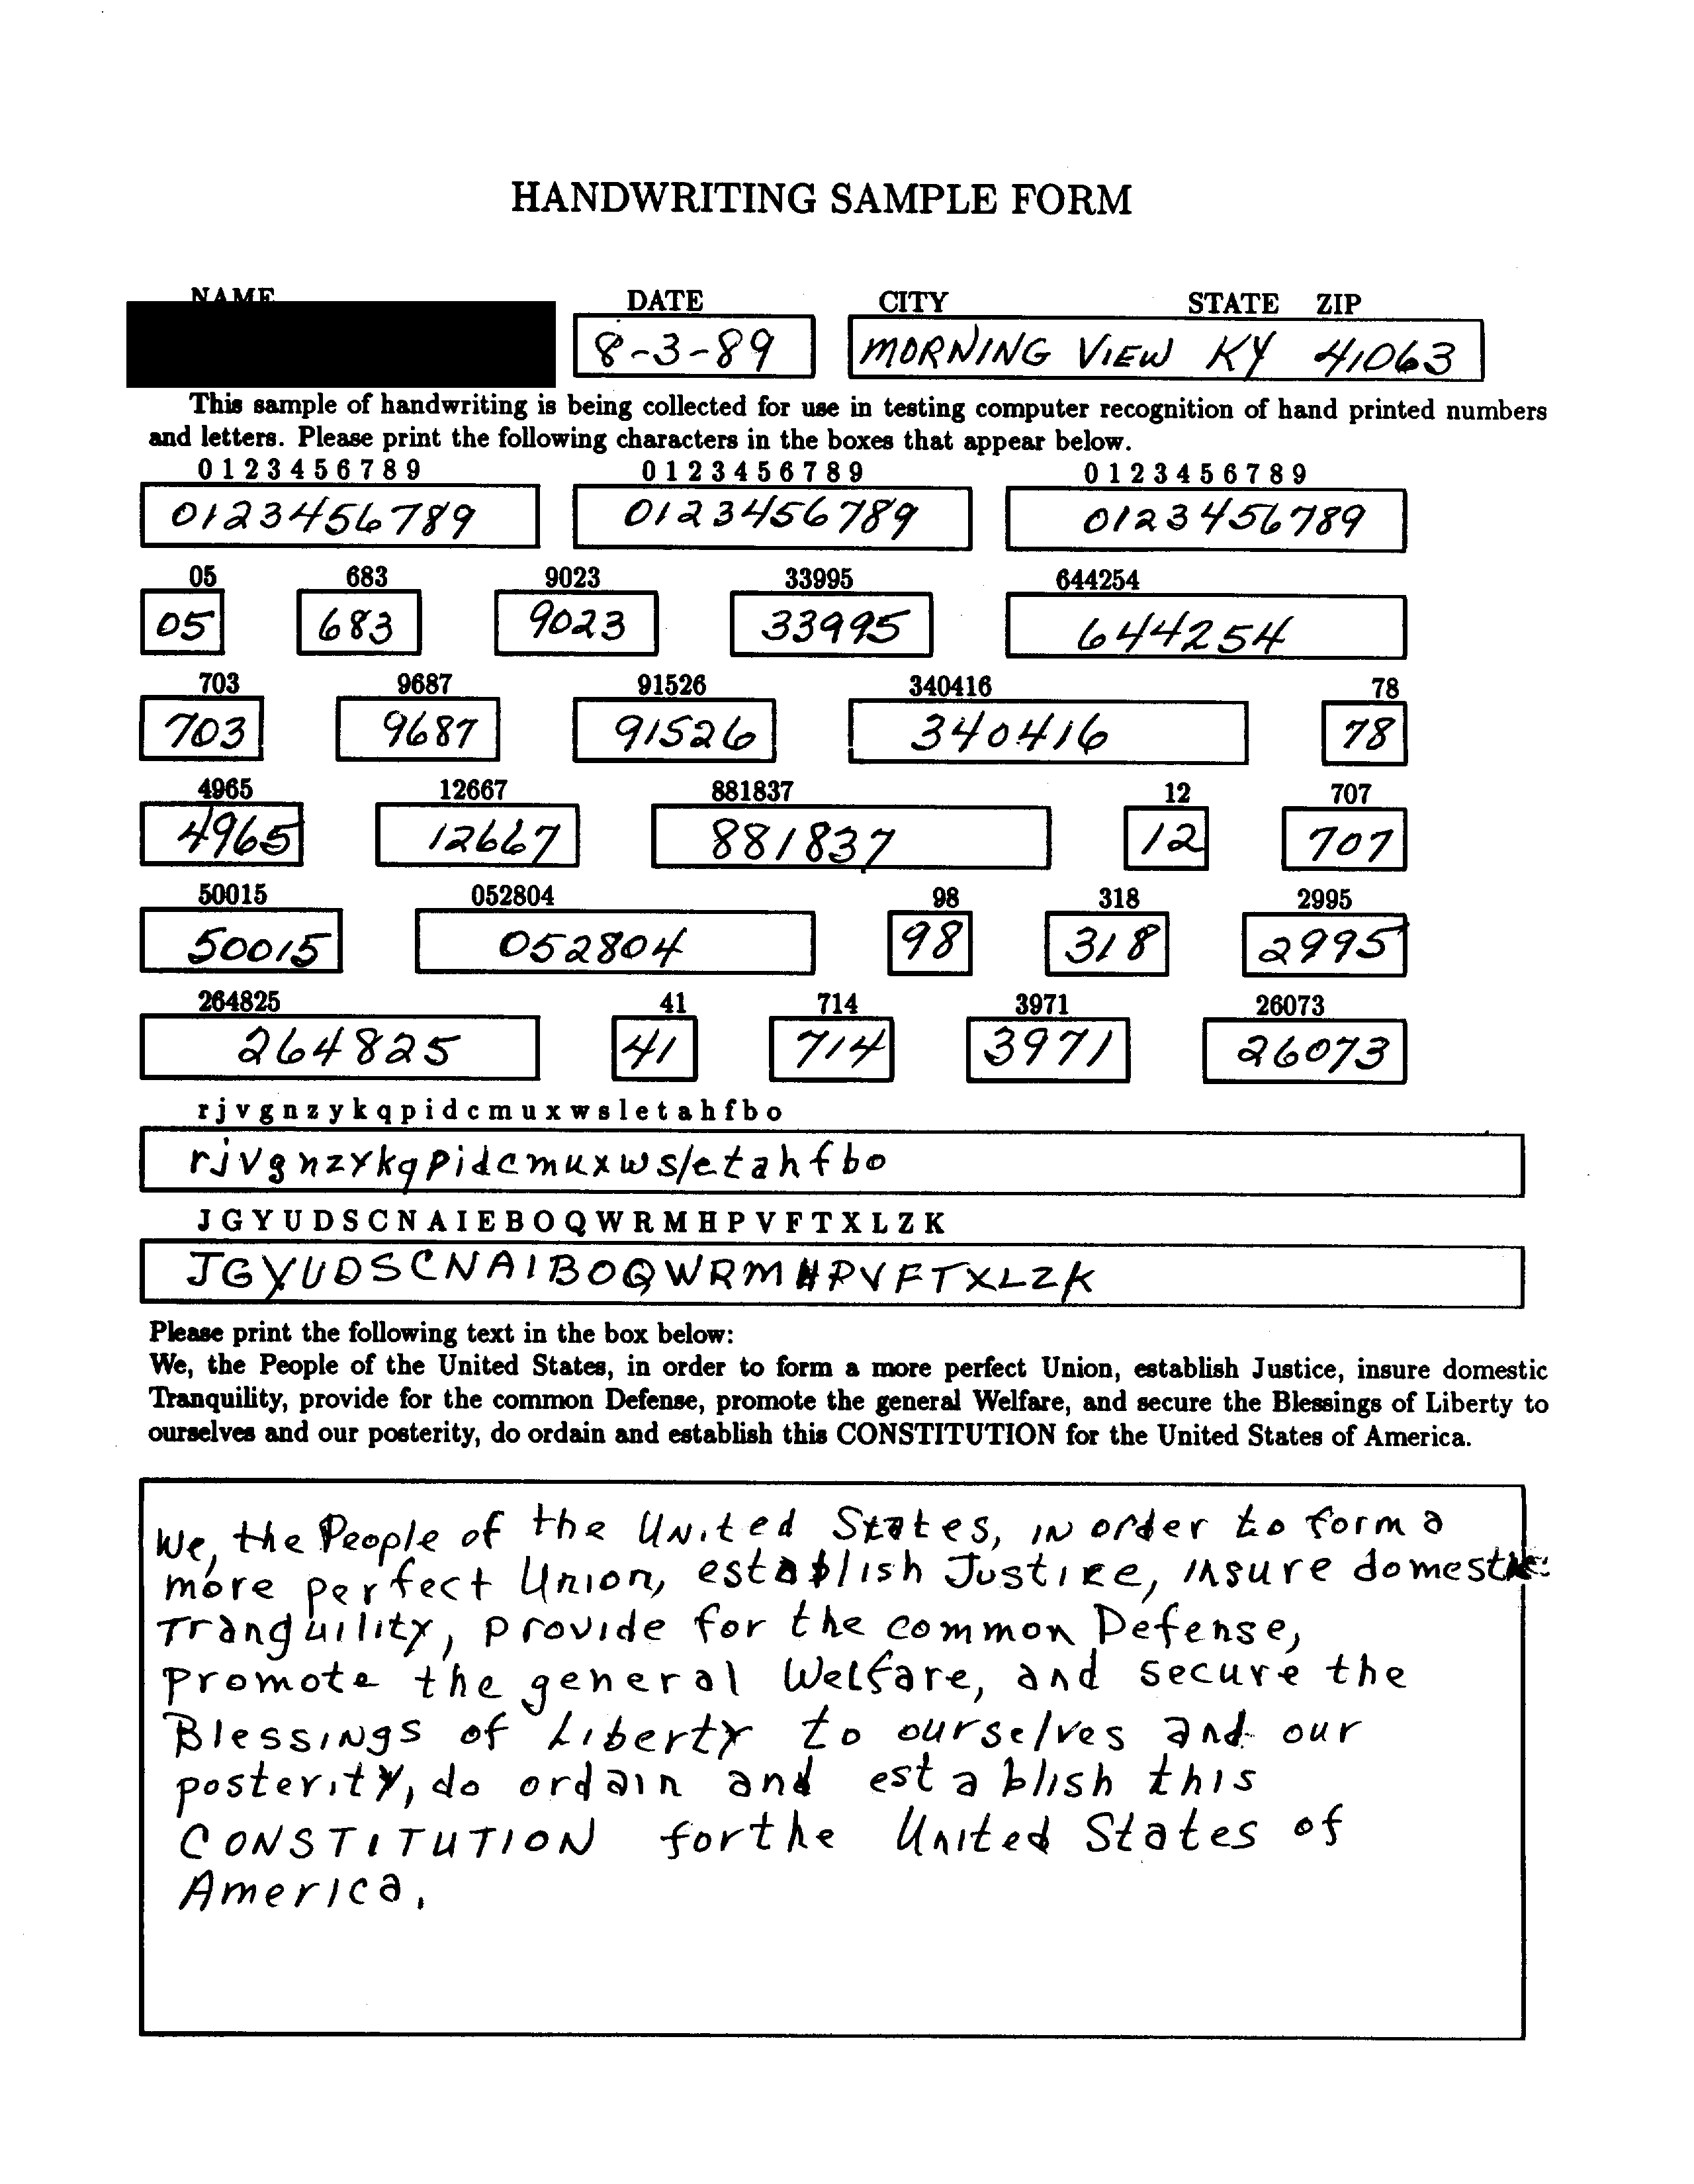 HANDWRITING SAMPLE FORM
NAME DATE CITY STATE ZIP
8-3-89 MORNING VIEW KY 41063
This sample of handwriting is being collected for use in testing computer recognition of hand printed numbers
and letters. Please print the following characters in the boxes that appear below.
0 1 2 3 4 5 6 7 8 9 0 1 2 3 4 5 6 7 8 9 0 1 2 3 4 5 6 7 8 9
0123456789 0123456789 0123456789
05 683 9023 33995 644254
05 683 9023 33995 644254
703 9687 91526 340416 78
703 9687 91526 340416 78
4965 12667 881837 12 707
4965 12667 881837 12 707
50015 052804 98 318 2995
50015 052804 98 318 2995
264825 41 714 3971 26073
264825 41 714 3971 26073
r j v g n z y k q p i d c m u x w s l e t a h f b o
rjvgnzykqpidcmuxwsletahfbo
J G Y U D S C N A I E B O Q W R M H P V F T X L Z K
JGYUDSCNAIBOQWRMHPVFTXLZK
Please print the following text in the box below:
We, the People of the United States, in order to form a more perfect Union, establish Justice, insure domestic
Tranquility, provide for the common Defense, promote the general Welfare, and secure the Blessings of Liberty to
ourselves and our posterity, do ordain and establish this CONSTITUTION for the United States of America.
We, the People of the United States, in order to form a
more perfect Union, establish Justice, insure domestic
Tranquility, provide for the common Defense,
promote the general Welfare, and secure the
Blessings of Liberty to ourselves and our
posterity, do ordain and establish this
CONSTITUTION forthe United States of
America.